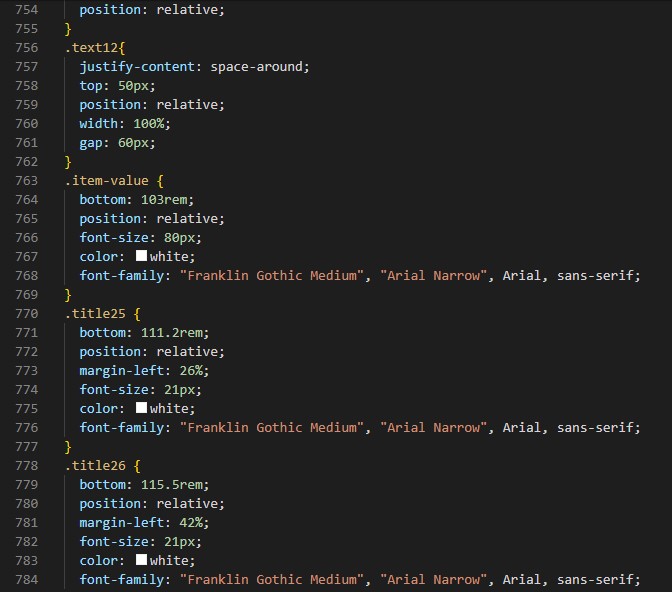 754 position: relative;
755 }
756 .text12{
757 justify-content: space-around;
758 top: 50px;
759 position: relative;
760 width: 100%;
761 gap: 60px;
762 }
763 .item-value {
764 bottom: 103rem;
765 position: relative;
766 font-size: 80px;
767 color: white;
768 font-family: "Franklin Gothic Medium", "Arial Narrow", Arial, sans-serif;
769 }
770 .title25 {
771 bottom: 111.2rem;
772 position: relative;
773 margin-left: 26%;
774 font-size: 21px;
775 color: white;
776 font-family: "Franklin Gothic Medium", "Arial Narrow", Arial, sans-serif;
777 }
778 .title26 {
779 bottom: 115.5rem;
780 position: relative;
781 margin-left: 42%;
782 font-size: 21px;
783 color: white;
784 font-family: "Franklin Gothic Medium", "Arial Narrow", Arial, sans-serif;